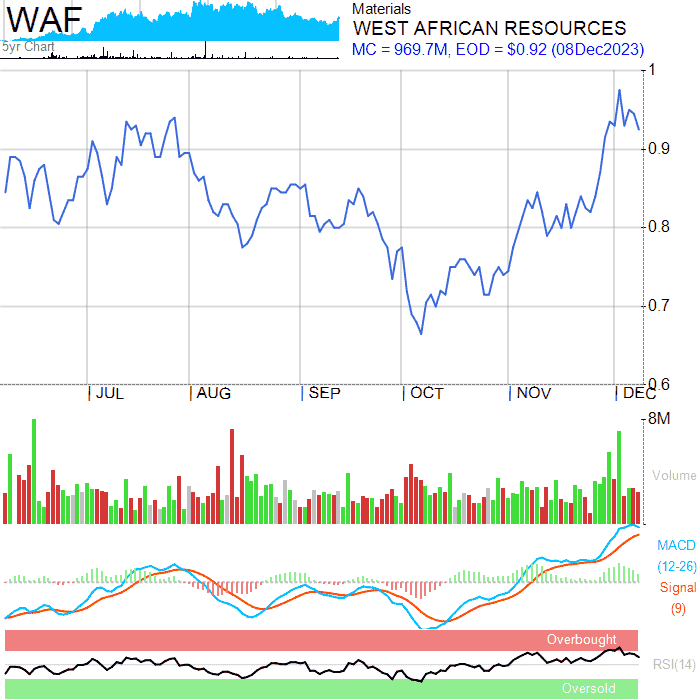 WAF
5yr Chart
Materials
WEST AFRICAN RESOURCES
MC = 969.7M, EOD = $0.92 (08Dec2023)
1
0.9
0.8
0.7
0.6
JUL AUG SEP OCT NOV DEC
8M
Volume
MACD
(12-26)
Signal
(9)
Overbought
RSI(14)
Oversold